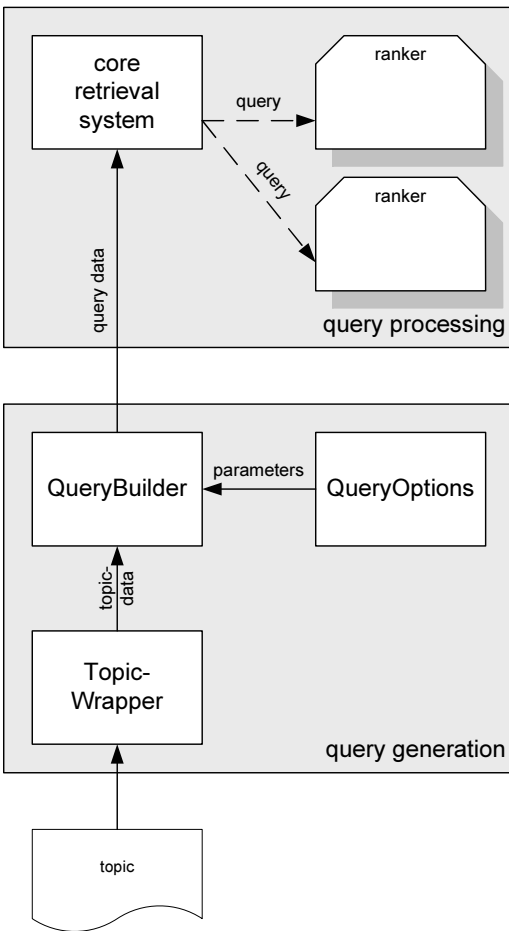 core
retrieval
system
query
ranker
query
ranker
query data
query processing
QueryBuilder
parameters
QueryOptions
topic-
data
Topic-
Wrapper
query generation
topic